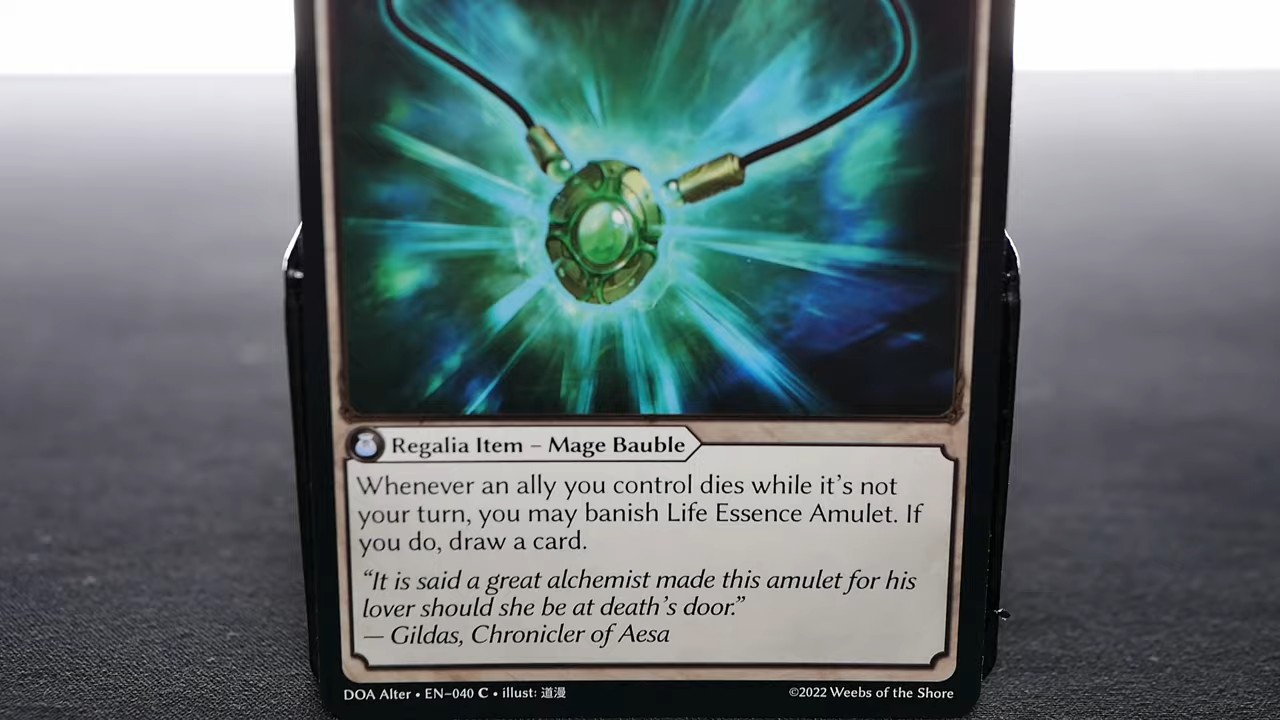 Regalia Item – Mage Bauble
Whenever an ally you control dies while it's not
your turn, you may banish Life Essence Amulet. If
you do, draw a card.
“It is said a great alchemist made this amulet for his
lover should she be at death's door.”
— Gildas, Chronicler of Aesa
DOA Alter • EN–040 C • illust: 道漫
©2022 Weebs of the Shore